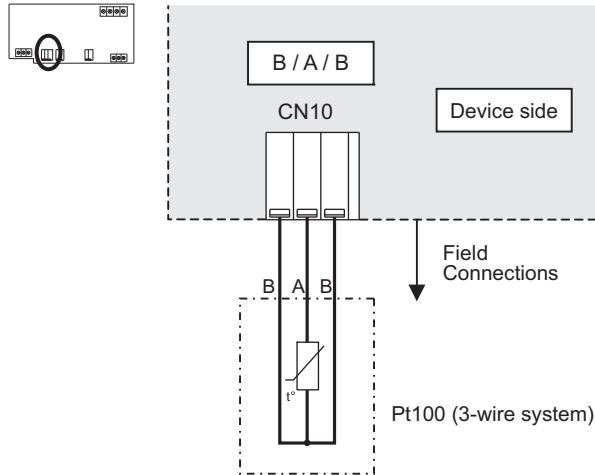 B / A / B
CN10
Device side
Field
Connections
B A B
t°
Pt100 (3-wire system)